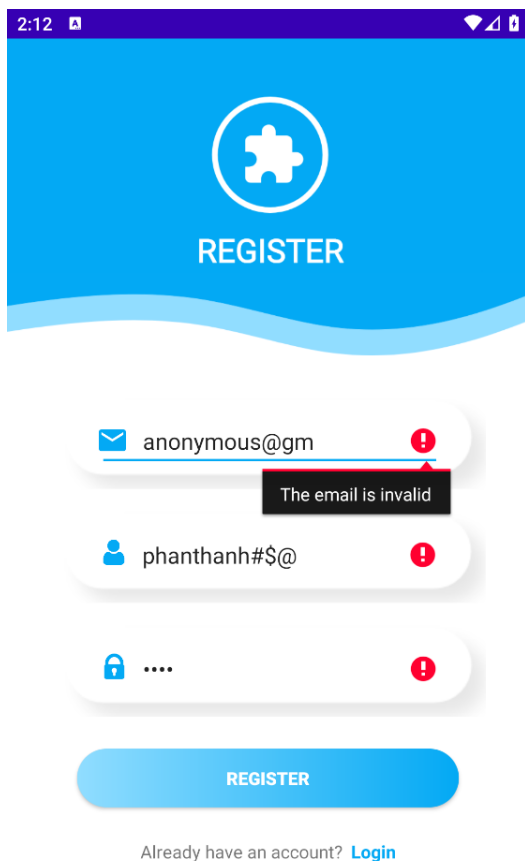 2:12 A
REGISTER
anonymous@gm
The email is invalid
phanthanh#$@
••••
REGISTER
Already have an account? Login